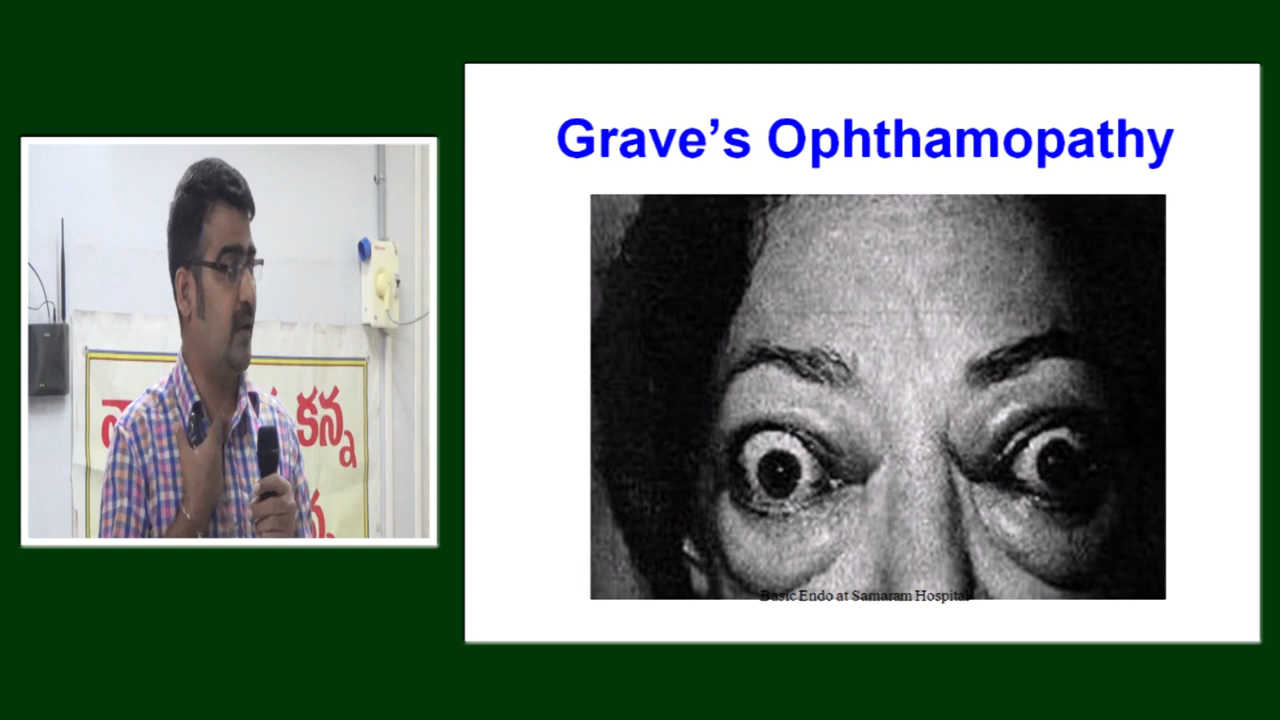 Grave’s Ophthamopathy
కన్న
Basic Endo at Samaram Hospital